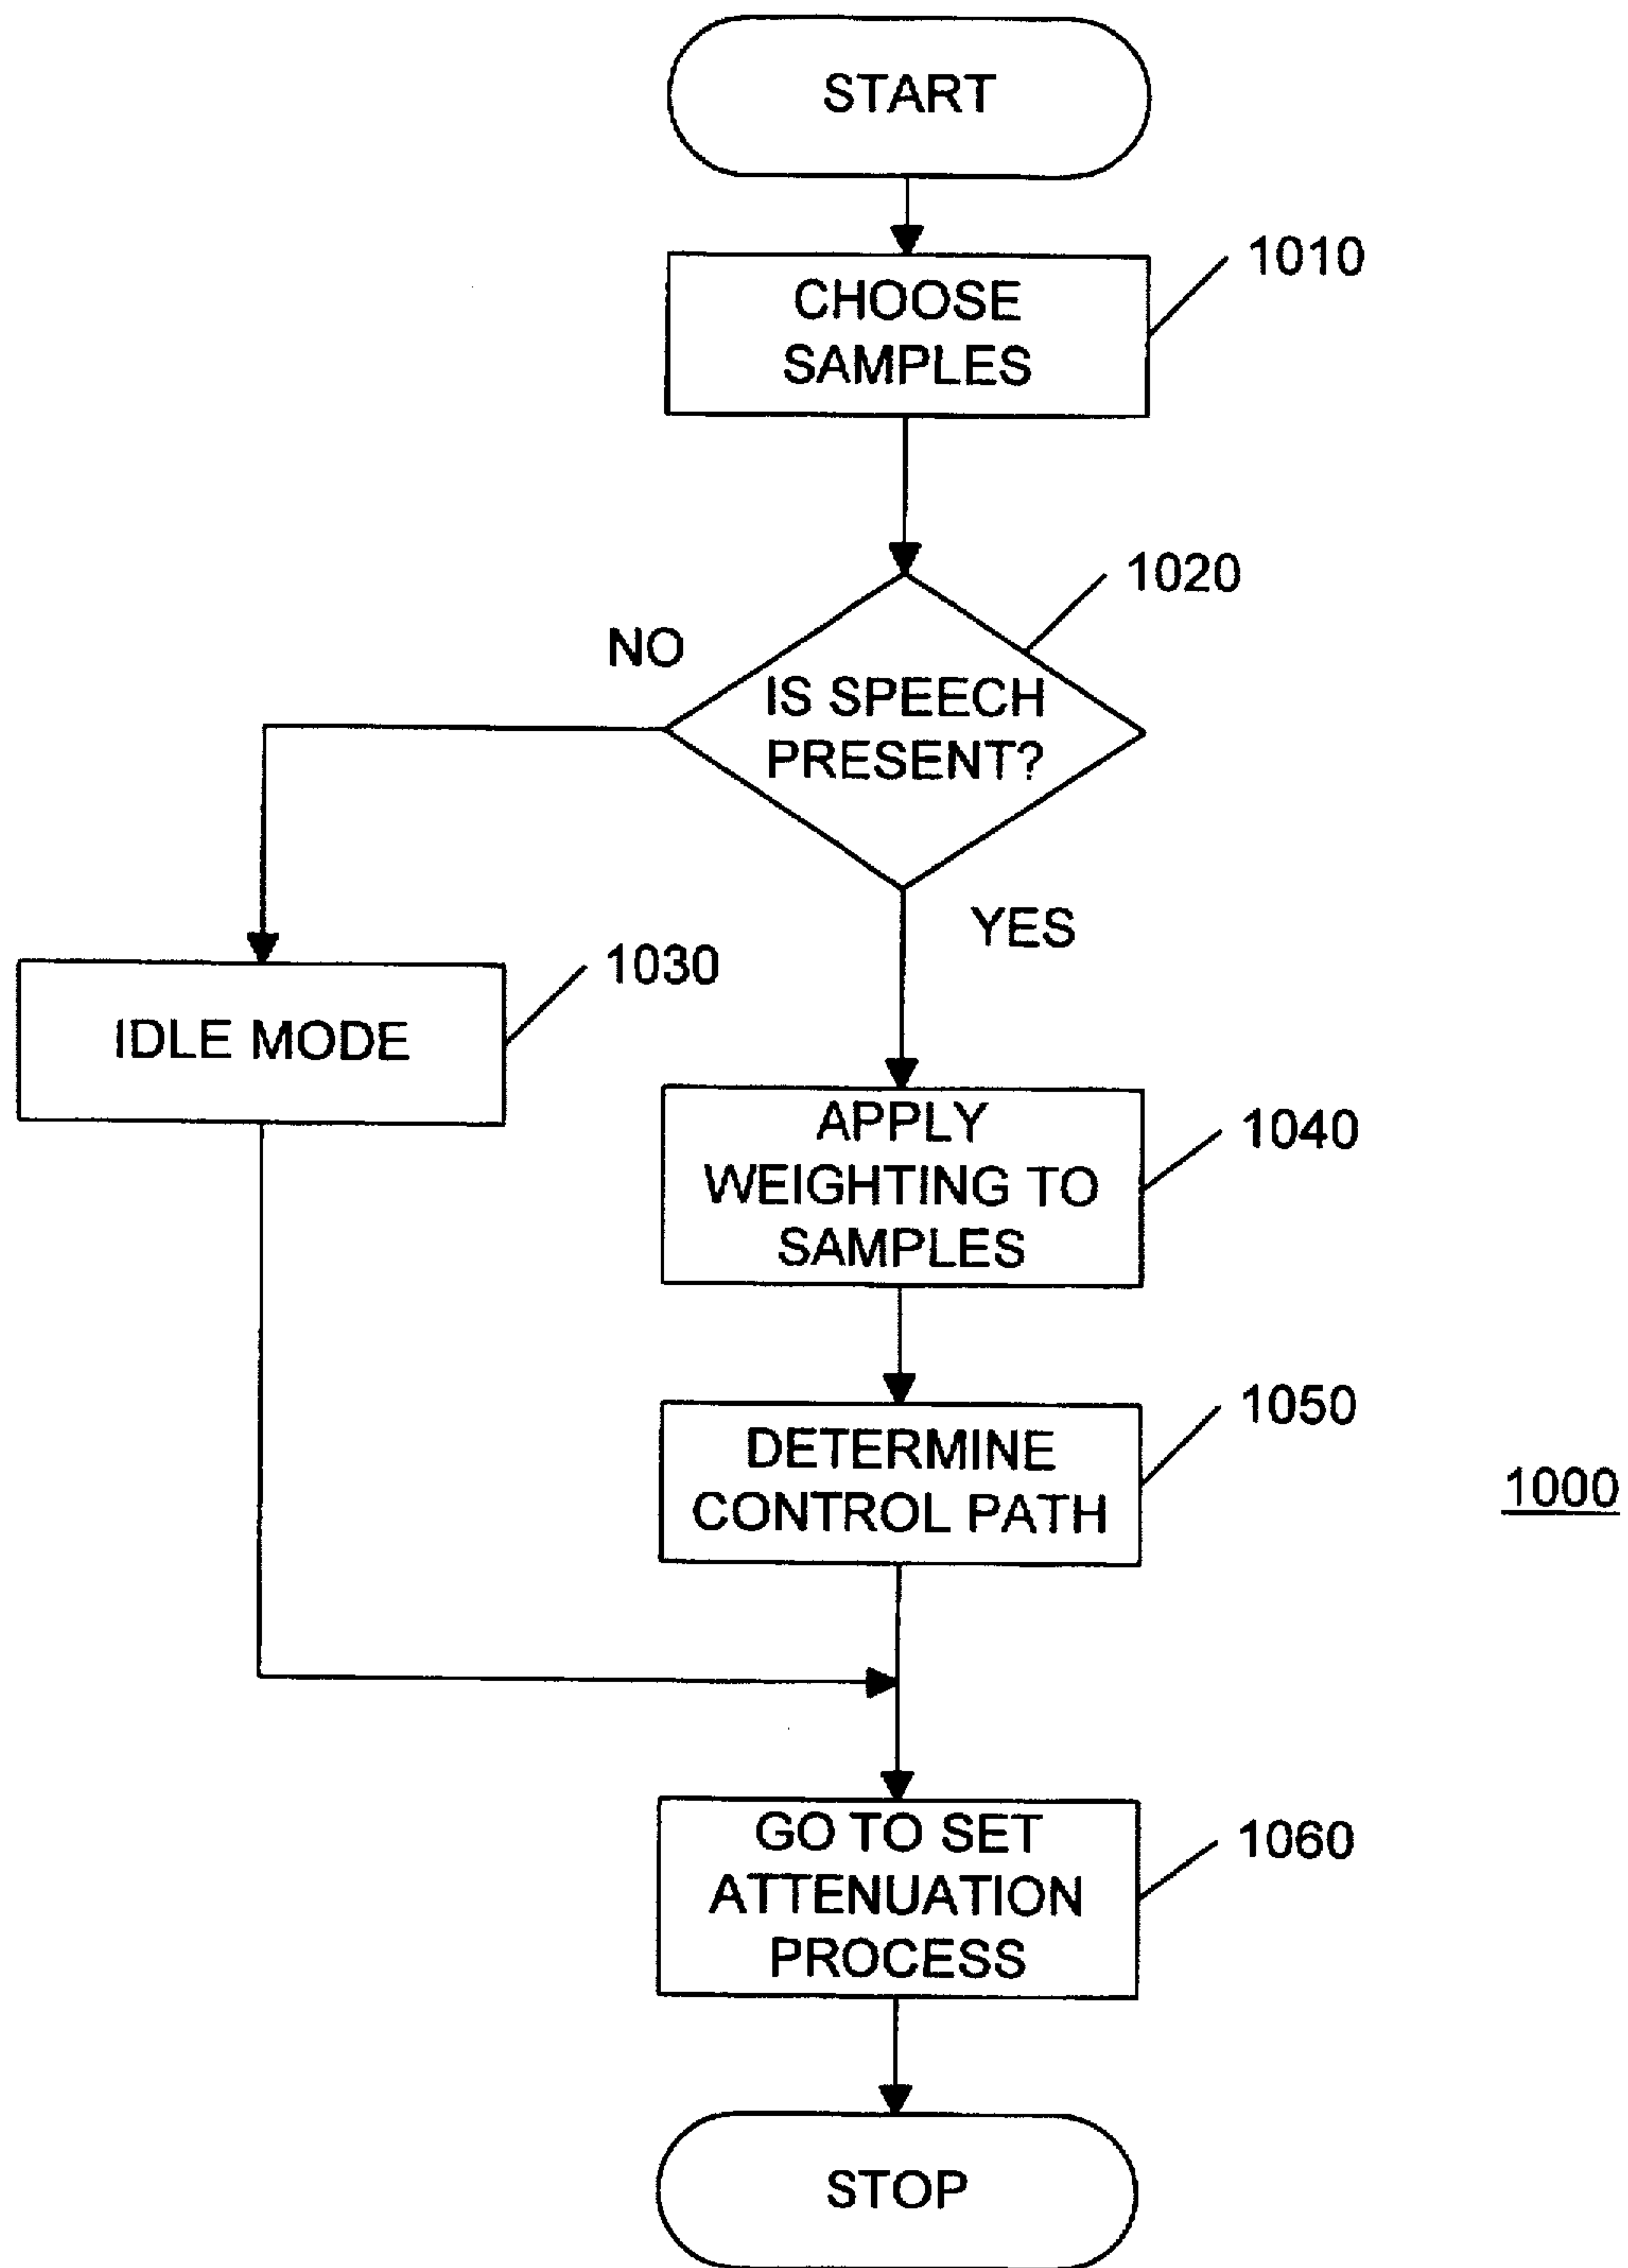 START
CHOOSE
SAMPLES
1010
IS SPEECH
PRESENT?
1020
NO
YES
IDLE MODE
1030
APPLY
WEIGHTING TO
SAMPLES
1040
DETERMINE
CONTROL PATH
1050
1000
GO TO SET
ATTENUATION
PROCESS
1060
STOP